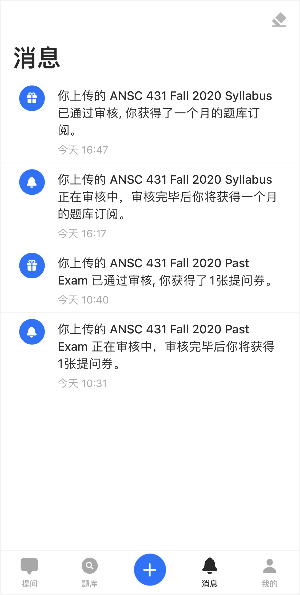 消息
你上传的 ANSC 431 Fall 2020 Syllabus
已通过审核, 你获得了一个月的题库订
阅。
今天 16:47
你上传的 ANSC 431 Fall 2020 Syllabus
正在审核中，审核完毕后你将获得一个月
的题库订阅。
今天 16:17
你上传的 ANSC 431 Fall 2020 Past
Exam 已通过审核, 你获得了1张提问券。
今天 10:40
你上传的 ANSC 431 Fall 2020 Past
Exam 正在审核中，审核完毕后你将获得
1张提问券。
今天 10:31
提问
题库
消息
我的